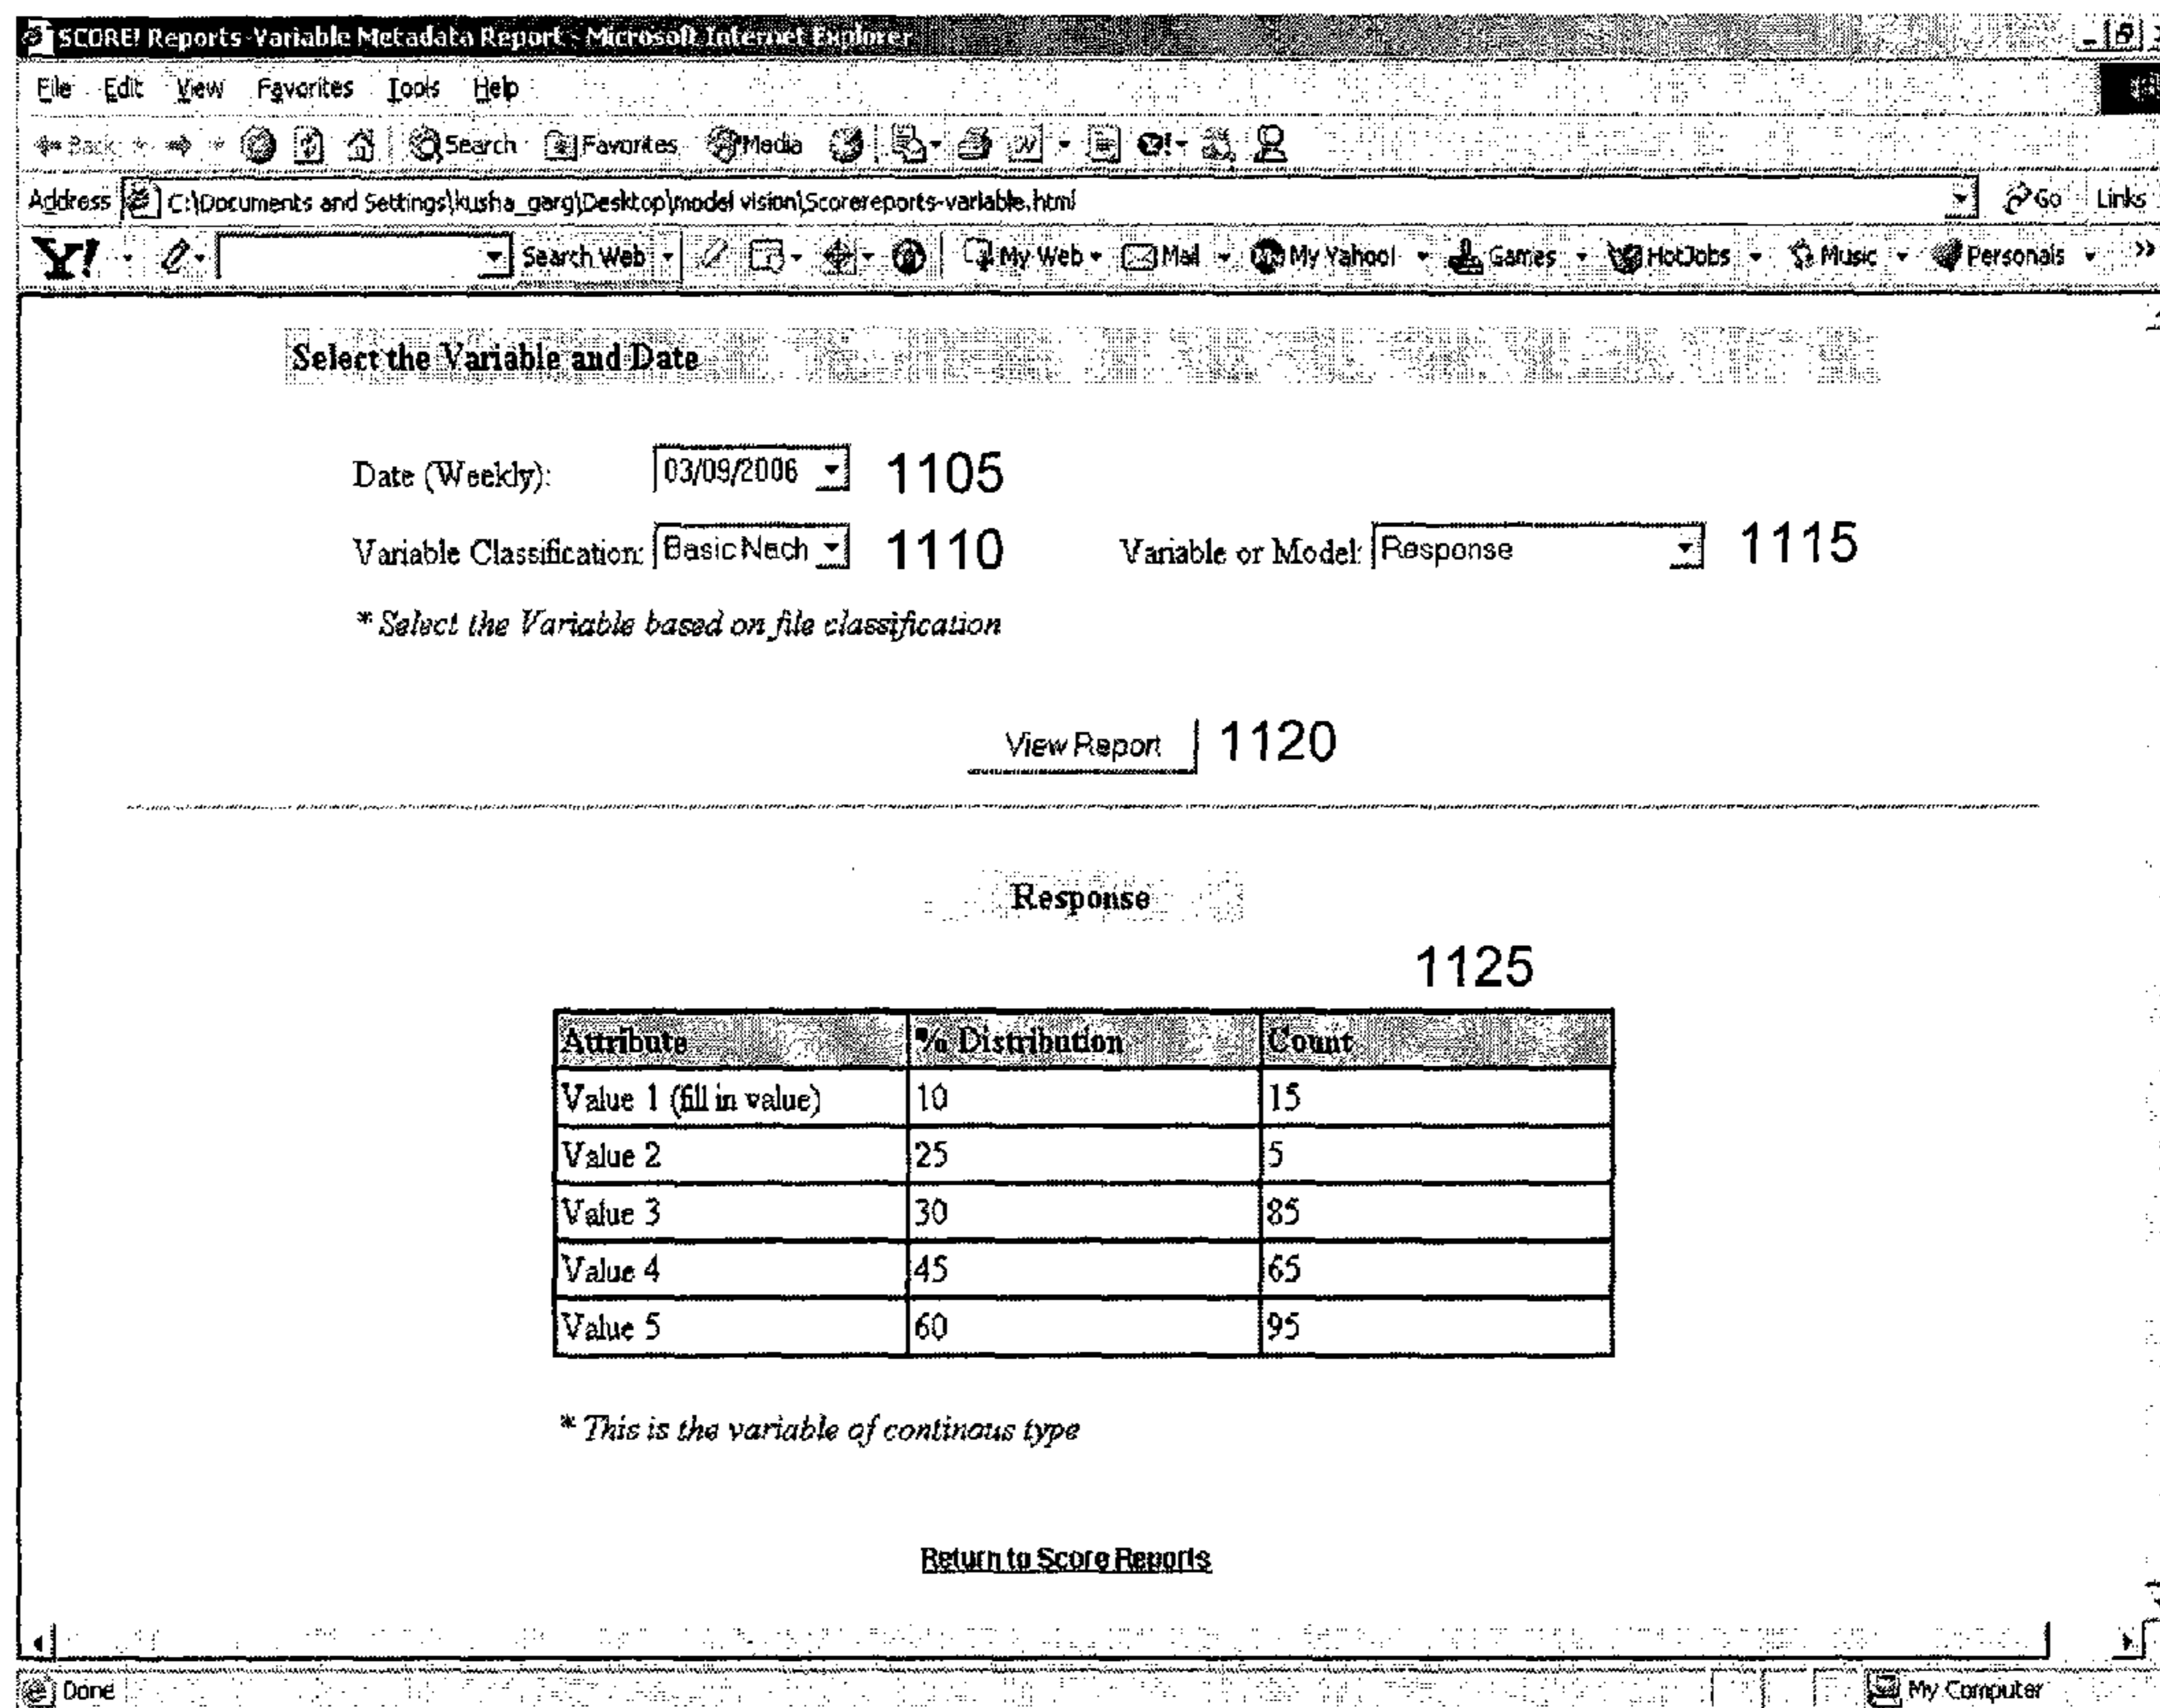 SCORE! Reports-Variable Metadata Report - Microsoft Internet Explorer
File Edit View Favorites Tools Help
Back Search Favorites Media
Address C:\Documents and Settings\kusha_garg\Desktop\model vision\Scorereports-variable.html Go Links
Y! Search Web My Web Mail My Yahoo! Games HotJobs Music Personals »
Select the Variable and Date
Date (Weekly): 03/09/2006 1105
Variable Classification: Basic Nech 1110 Variable or Model: Response 1115
* Select the Variable based on file classification
View Report 1120
Response
1125
Attribute % Distribution Count
Value 1 (fill in value) 10 15
Value 2 25 5
Value 3 30 85
Value 4 45 65
Value 5 60 95
* This is the variable of continous type
Return to Score Reports
Done My Computer